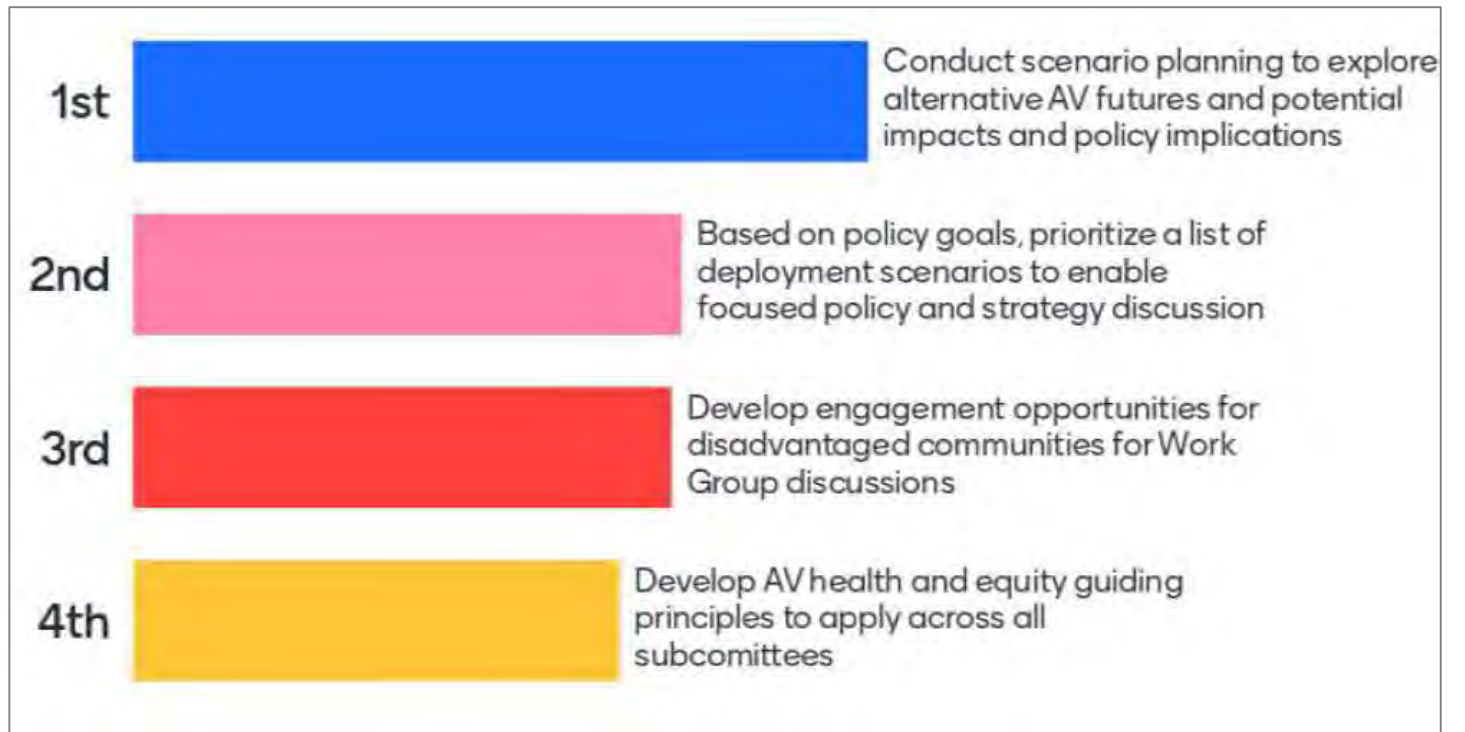 1st
Conduct scenario planning to explore
alternative AV futures and potential
impacts and policy implications
2nd
Based on policy goals, prioritize a list of
deployment scenarios to enable
focused policy and strategy discussion
3rd
Develop engagement opportunities for
disadvantaged communities for Work
Group discussions
4th
Develop AV health and equity guiding
principles to apply across all
subcomittees